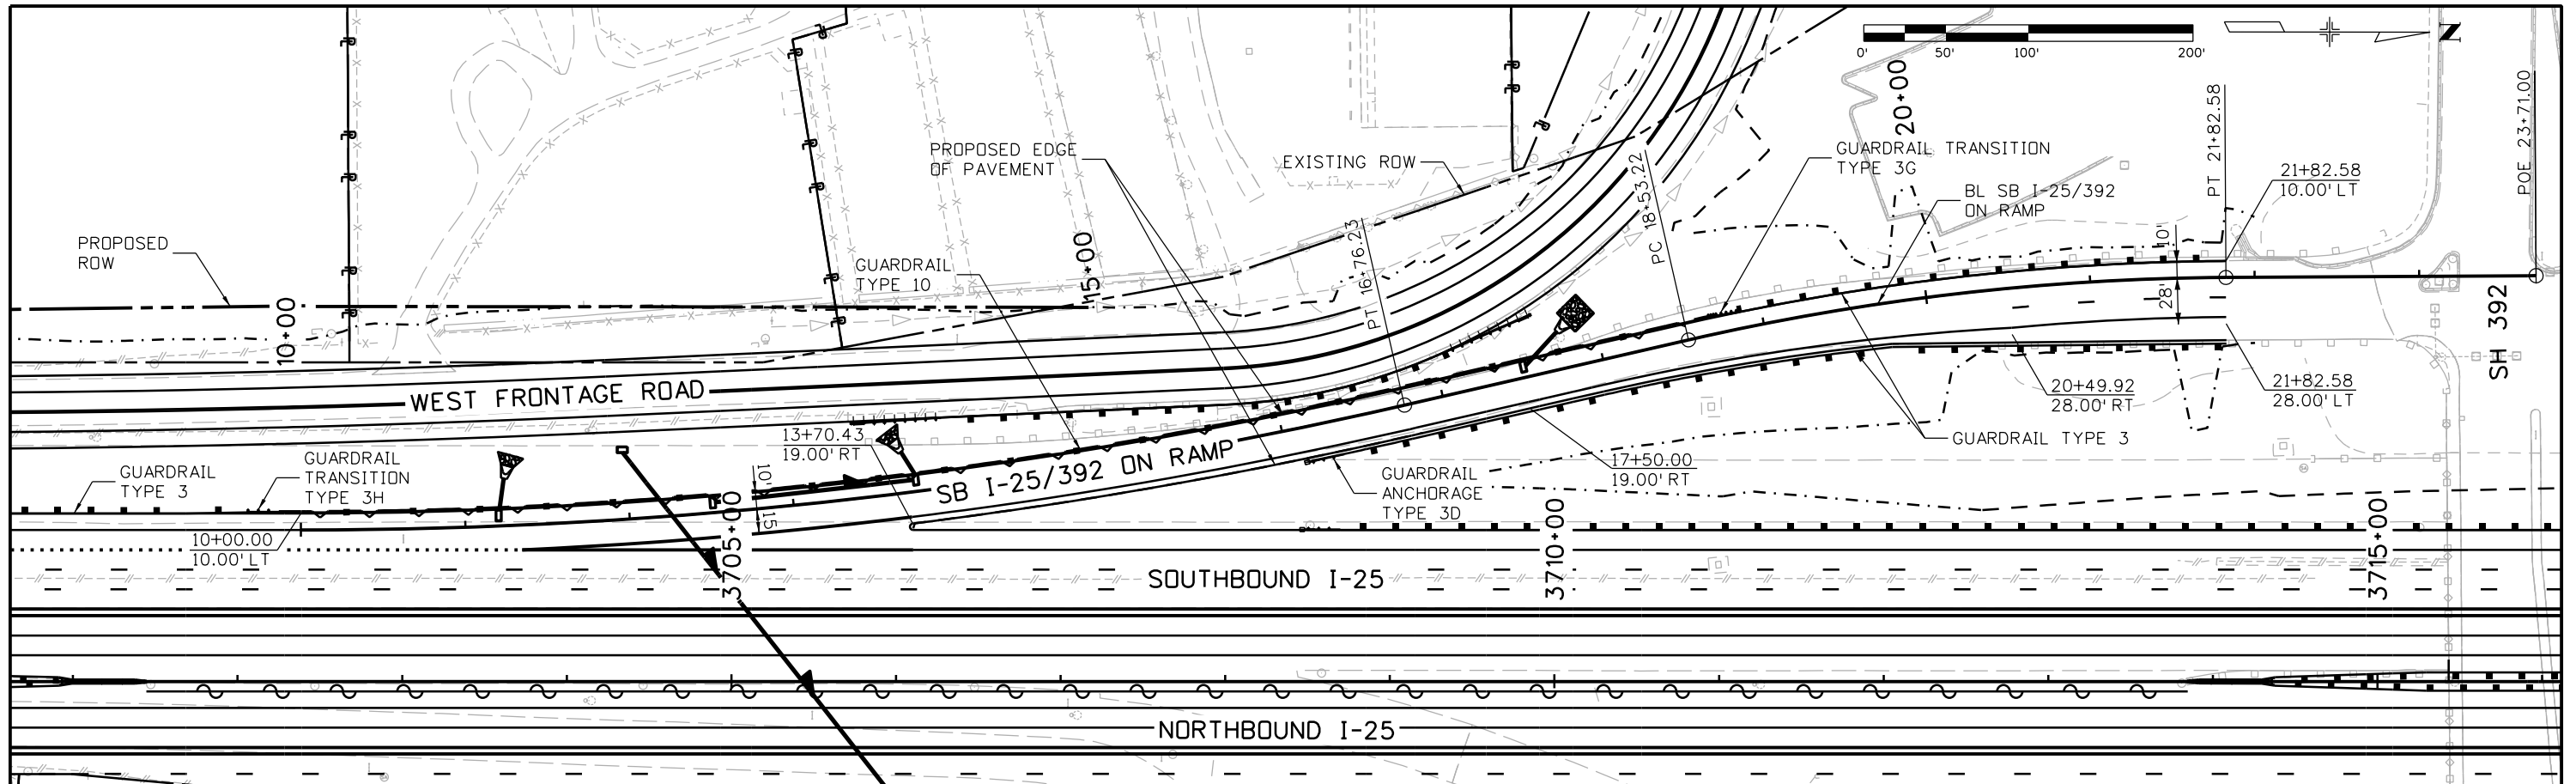 0' 50' 100' 200'
N
20+00
PT 21+82.58
POE 23+71.00
PROPOSED EDGE
OF PAVEMENT
EXISTING ROW
PC 18+53.22
GUARDRAIL TRANSITION
TYPE 3G
21+82.58
10.00' LT
BL SB I-25/392
ON RAMP
PROPOSED
ROW
15+00
PT 16+76.23
10'
GUARDRAIL
TYPE 10
28'
10+00
SH 392
WEST FRONTAGE ROAD
20+49.92
28.00' RT
21+82.58
28.00' LT
13+70.43
19.00' RT
GUARDRAIL TYPE 3
GUARDRAIL
TYPE 3
GUARDRAIL
TRANSITION
TYPE 3H
10'
15'
SB I-25/392 ON RAMP
GUARDRAIL
ANCHORAGE
TYPE 3D
17+50.00
19.00' RT
10+00.00
10.00' LT
3705+00
3710+00
3715+00
SOUTHBOUND I-25
NORTHBOUND I-25